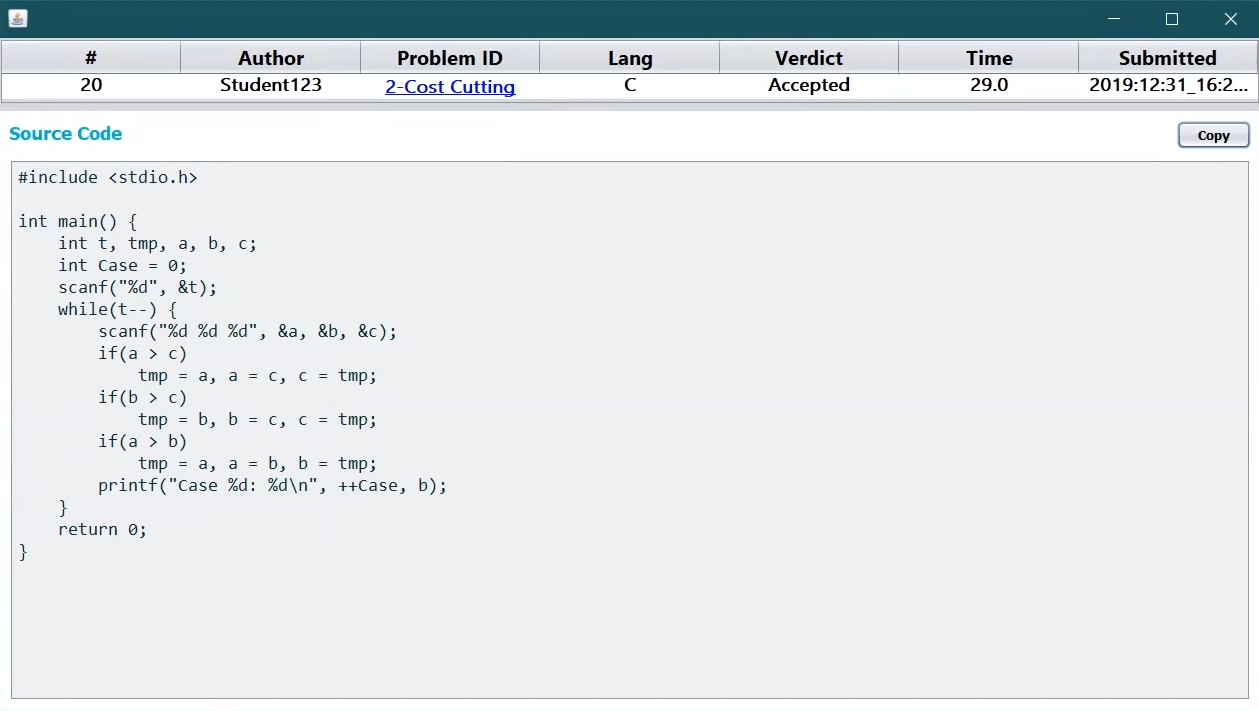 # Author Problem ID Lang Verdict Time Submitted
20 Student123 2-Cost Cutting C Accepted 29.0 2019:12:31_16:2...
Source Code Copy
#include <stdio.h>

int main() {
    int t, tmp, a, b, c;
    int Case = 0;
    scanf("%d", &t);
    while(t--) {
        scanf("%d %d %d", &a, &b, &c);
        if(a > c)
            tmp = a, a = c, c = tmp;
        if(b > c)
            tmp = b, b = c, c = tmp;
        if(a > b)
            tmp = a, a = b, b = tmp;
        printf("Case %d: %d\n", ++Case, b);
    }
    return 0;
}